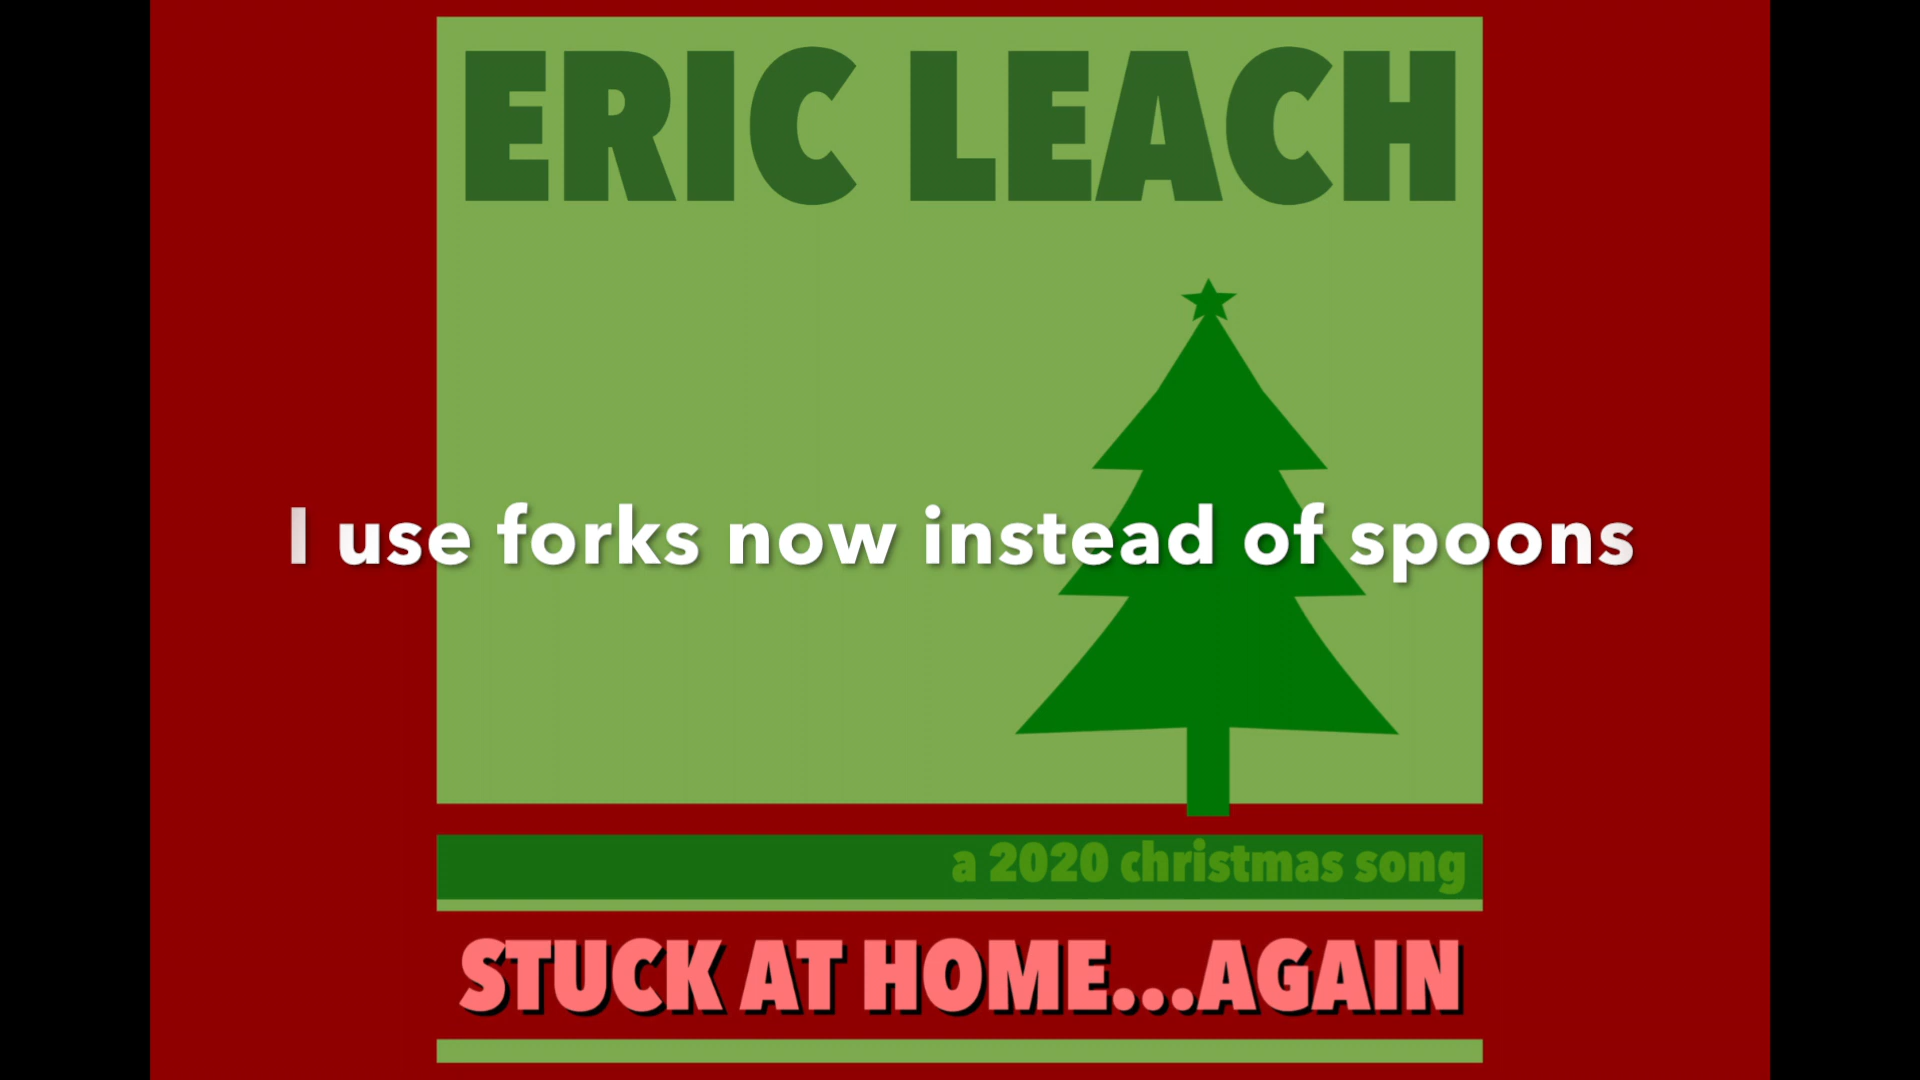 ERIC LEACH
I use forks now instead of spoons
a 2020 christmas song
STUCK AT HOME...AGAIN